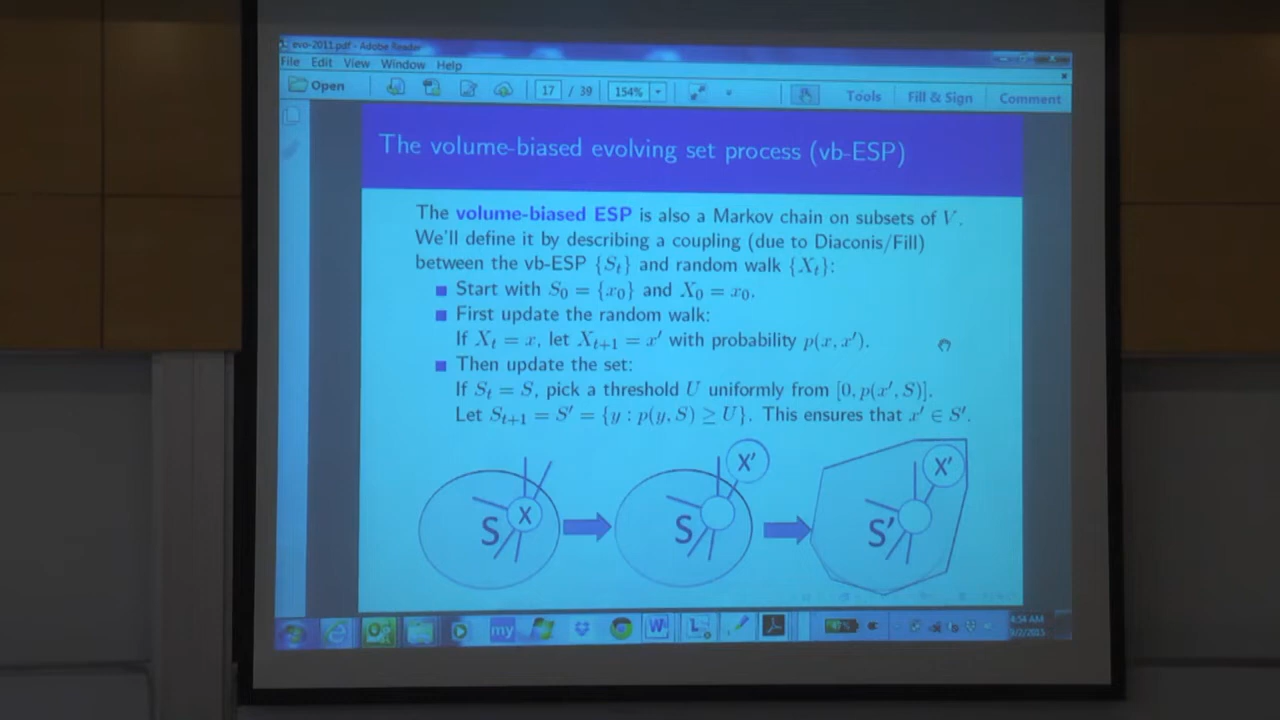 evo-2011.pdf - Adobe Reader
File Edit View Window Help
Open 17 / 39 154% Tools Fill & Sign Comment
The volume-biased evolving set process (vb-ESP)
The volume-biased ESP is also a Markov chain on subsets of V.
We'll define it by describing a coupling (due to Diaconis/Fill)
between the vb-ESP {S_t} and random walk {X_t}:
Start with S_0 = {x_0} and X_0 = x_0.
First update the random walk:
If X_t = x, let X_{t+1} = x′ with probability p(x, x′).
Then update the set:
If S_t = S, pick a threshold U uniformly from [0, p(x′, S)].
Let S_{t+1} = S′ = {y : p(y, S) ≥ U}. This ensures that x′ ∈ S′.
X' X'
S X S S'
my W 4:54 AM